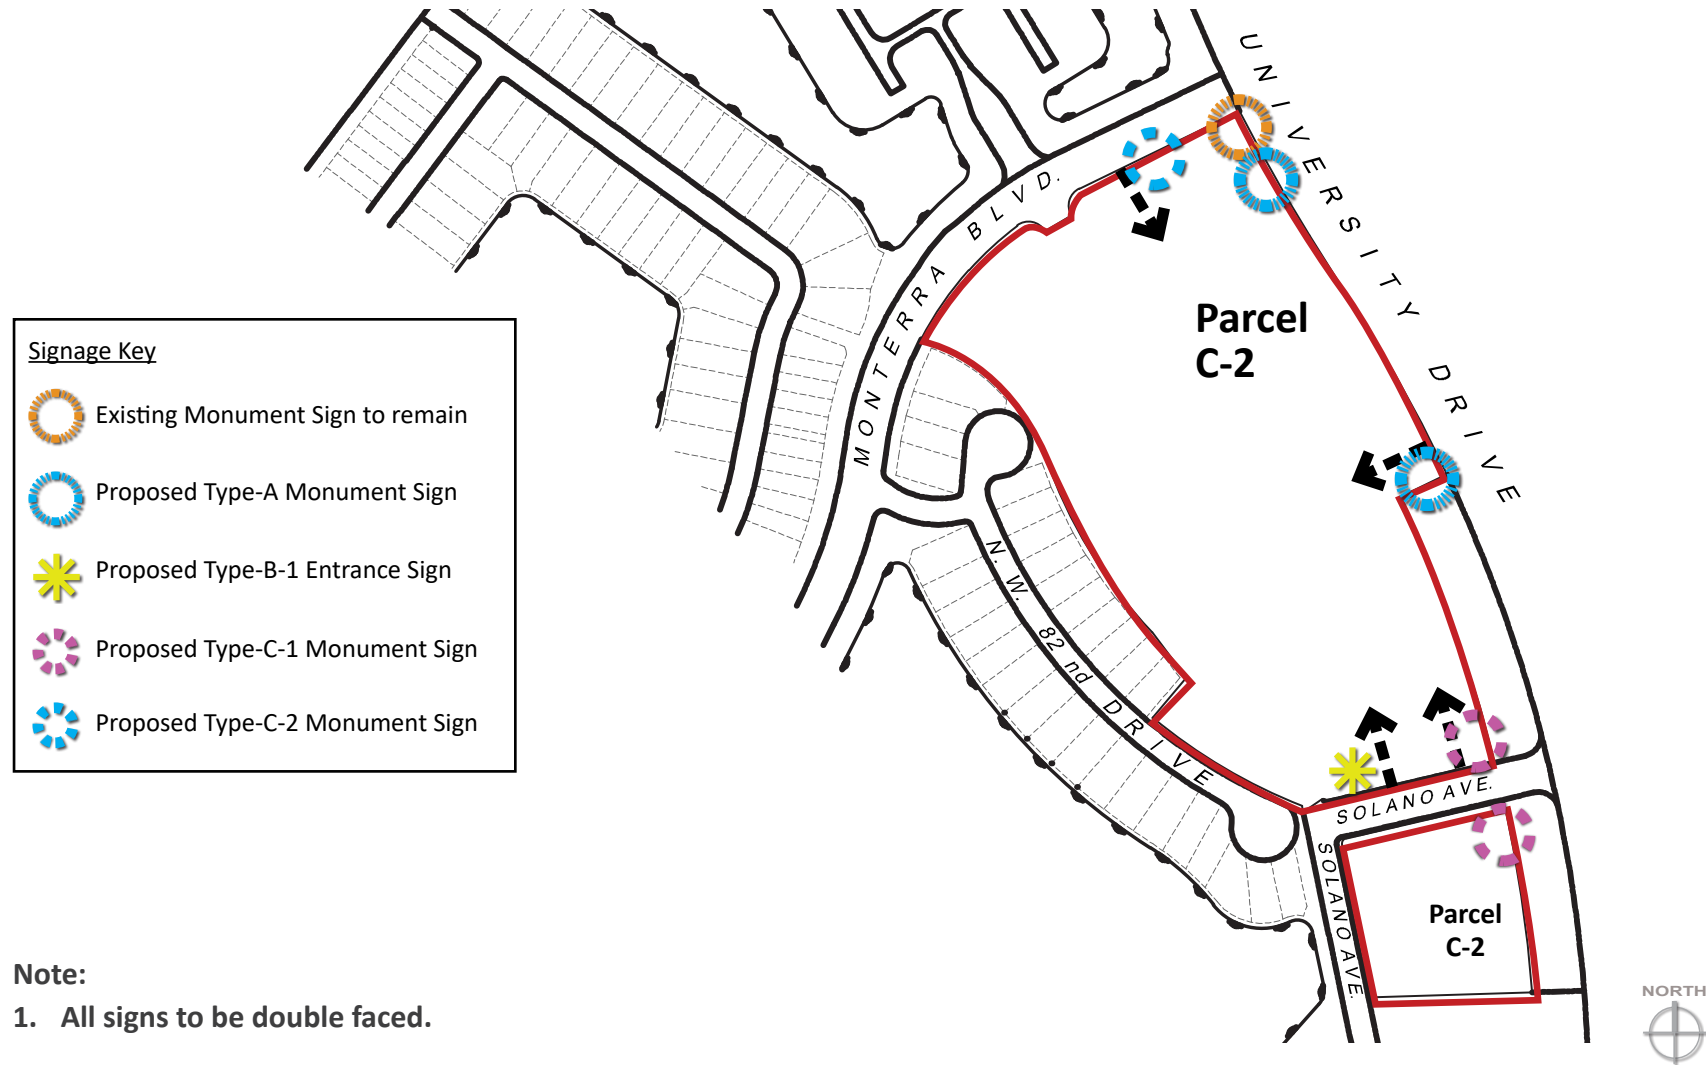 UNIVERSITY DRIVE
MONTERRA BLVD.
Parcel
C-2
Signage Key
Existing Monument Sign to remain
Proposed Type-A Monument Sign
Proposed Type-B-1 Entrance Sign
Proposed Type-C-1 Monument Sign
Proposed Type-C-2 Monument Sign
N. W. 82 nd DRIVE
SOLANO AVE.
SOLANO AVE.
Parcel
C-2
Note:
1. All signs to be double faced.
NORTH